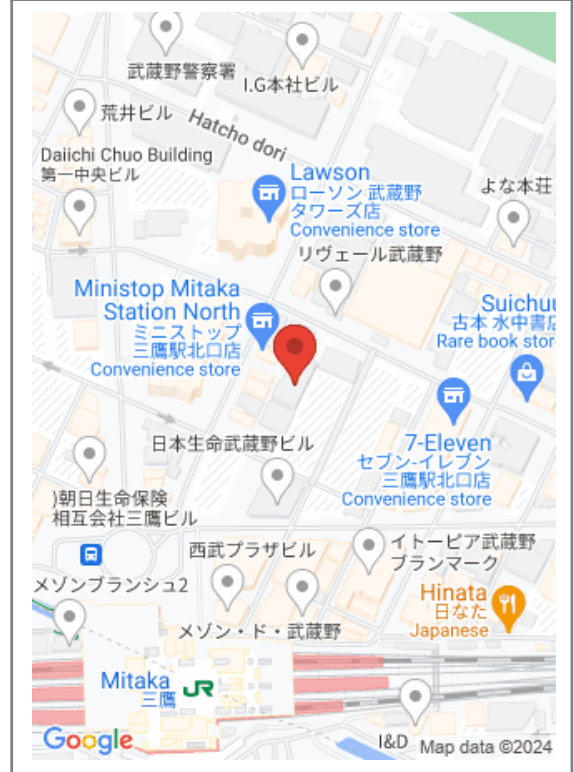 武蔵野警察署
I.G本社ビル
荒井ビル
Hatcho dori
Daiichi Chuo Building
第一中央ビル
Lawson
ローソン 武蔵野
タワーズ店
Convenience store
よな本荘
リヴェール武蔵野
Ministop Mitaka
Station North
ミニストップ
三鷹駅北口店
Convenience store
Suichuu
古本 水中書店
Rare book stor
7-Eleven
セブン-イレブン
三鷹駅北口店
Convenience store
日本生命武蔵野ビル
)朝日生命保険
相互会社三鷹ビル
西武プラザビル
イトーピア武蔵野
ブランマーク
メゾンブランシュ2
Hinata
日なた
Japanese
メゾン・ド・武蔵野
Mitaka
三鷹
JR
I&D
Google
Map data ©2024